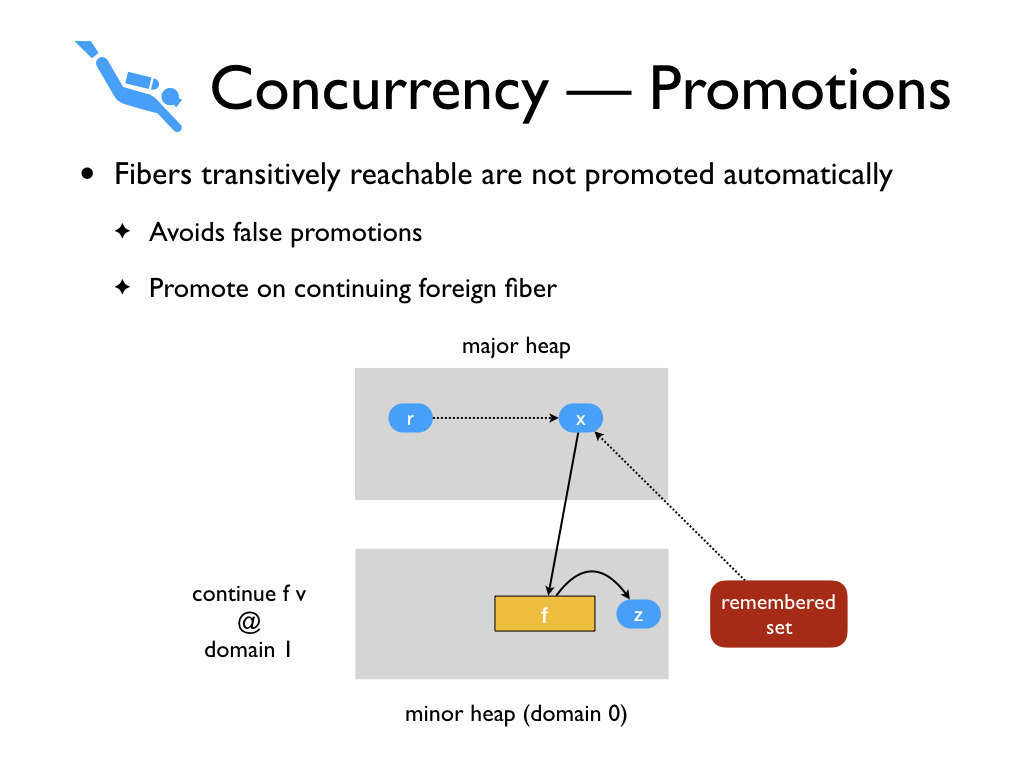 Concurrency — Promotions
• Fibers transitively reachable are not promoted automatically
✦ Avoids false promotions
✦ Promote on continuing foreign fiber
major heap
r
x
continue f v
@
domain 1
f
z
remembered
set
minor heap (domain 0)